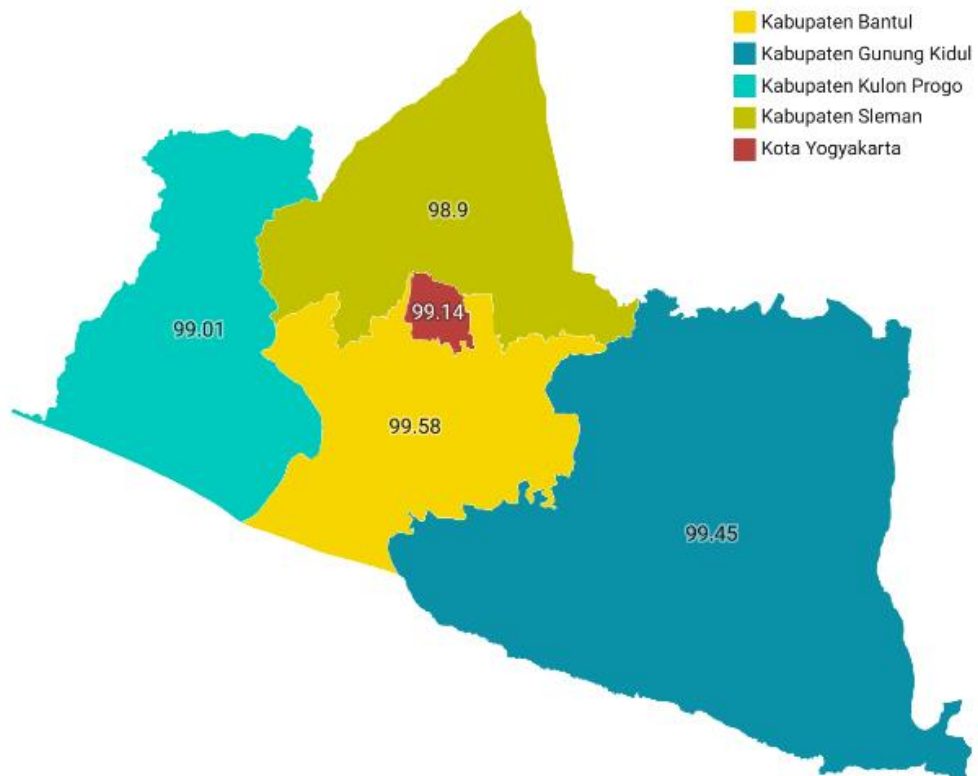 Kabupaten Bantul
Kabupaten Gunung Kidul
Kabupaten Kulon Progo
Kabupaten Sleman
Kota Yogyakarta
98.9
99.14
99.01
99.58
99.45